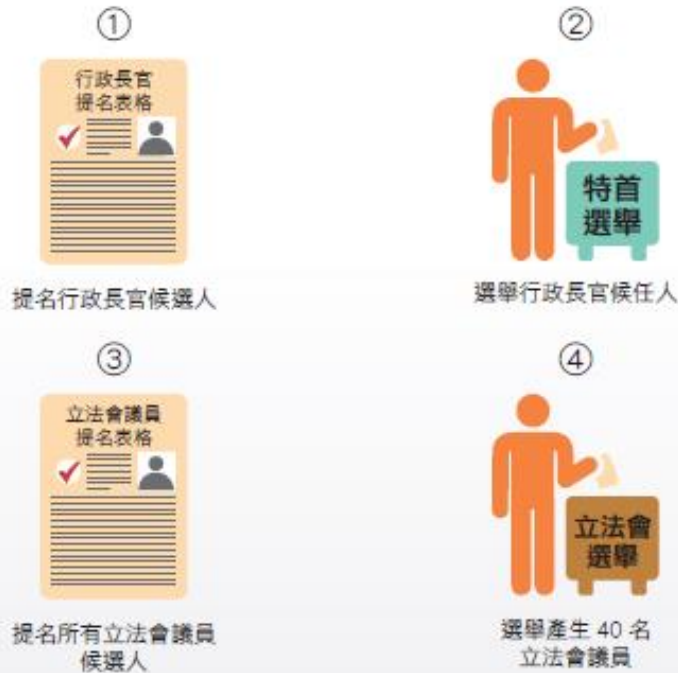 ①
行政長官
提名表格
提名行政長官候選人
②
特首
選舉
選舉行政長官候任人
③
立法會議員
提名表格
提名所有立法會議員
候選人
④
立法會
選舉
選舉產生 40 名
立法會議員